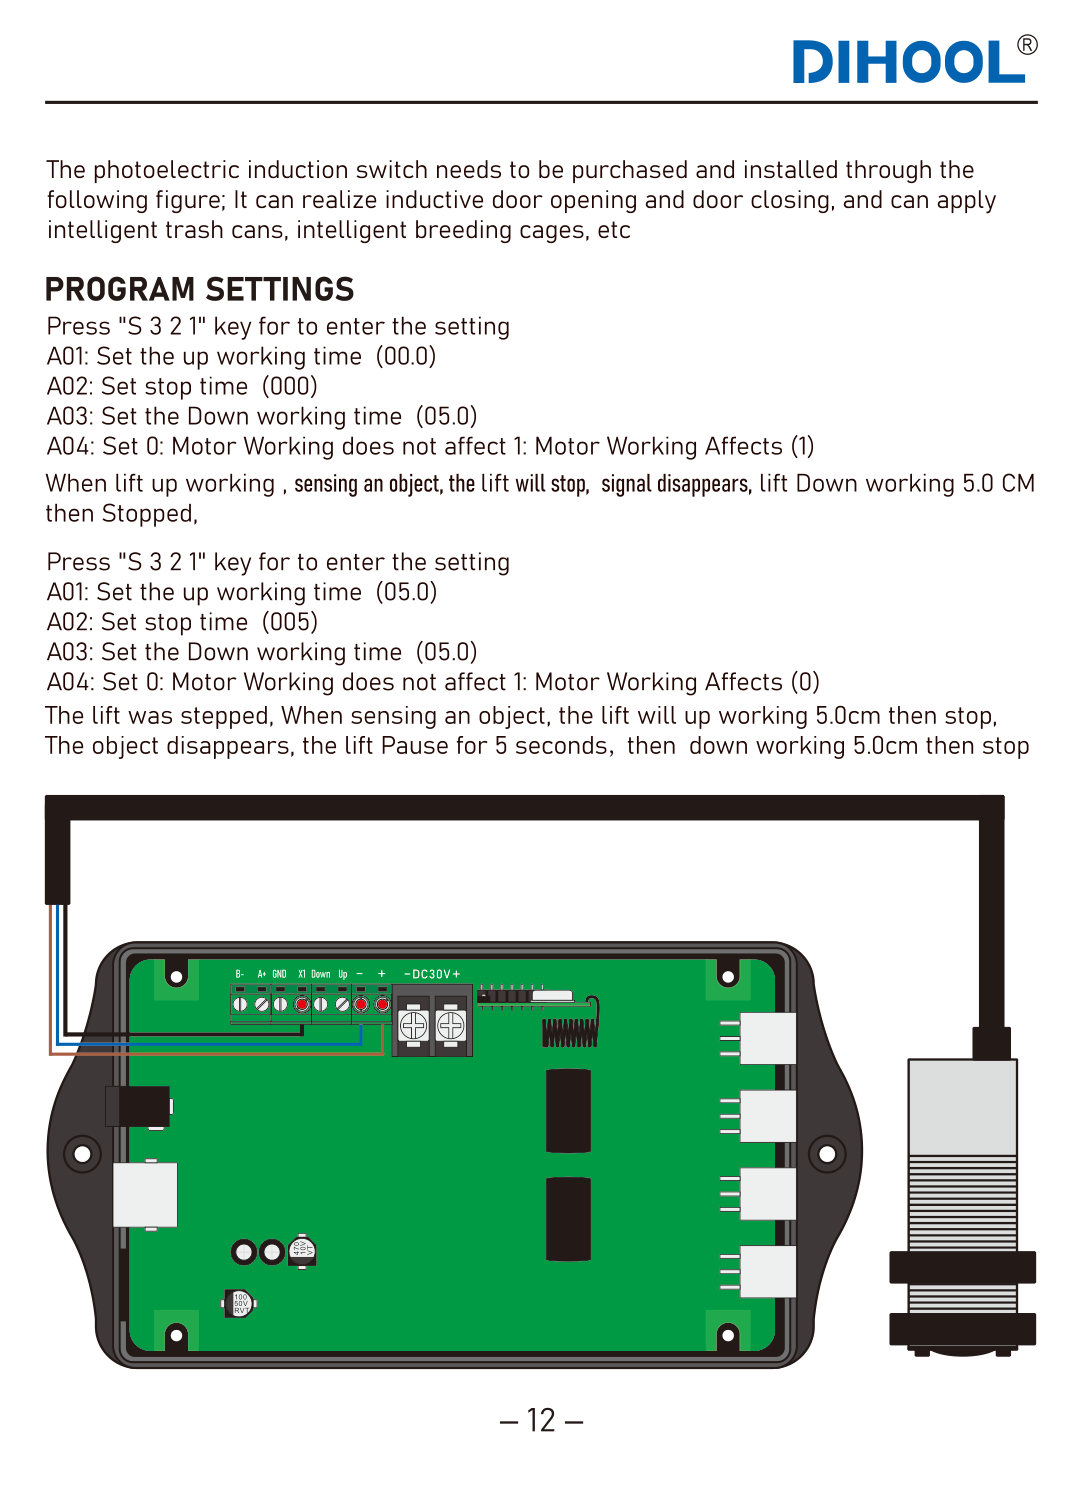 DIHOOL®
The photoelectric induction switch needs to be purchased and installed through the
following figure; It can realize inductive door opening and door closing, and can apply
intelligent trash cans, intelligent breeding cages, etc
PROGRAM SETTINGS
Press "S 3 2 1" key for to enter the setting
A01: Set the up working time (00.0)
A02: Set stop time (000)
A03: Set the Down working time (05.0)
A04: Set 0: Motor Working does not affect 1: Motor Working Affects (1)
When lift up working , sensing an object, the lift will stop, signal disappears, lift Down working 5.0 CM
then Stopped,
Press "S 3 2 1" key for to enter the setting
A01: Set the up working time (05.0)
A02: Set stop time (005)
A03: Set the Down working time (05.0)
A04: Set 0: Motor Working does not affect 1: Motor Working Affects (0)
The lift was stepped, When sensing an object, the lift will up working 5.0cm then stop,
The object disappears, the lift Pause for 5 seconds, then down working 5.0cm then stop
B- A+ GND X1 Down Up - + -DC30V+
470
10V
VT
100
50V
RVT
– 12 –